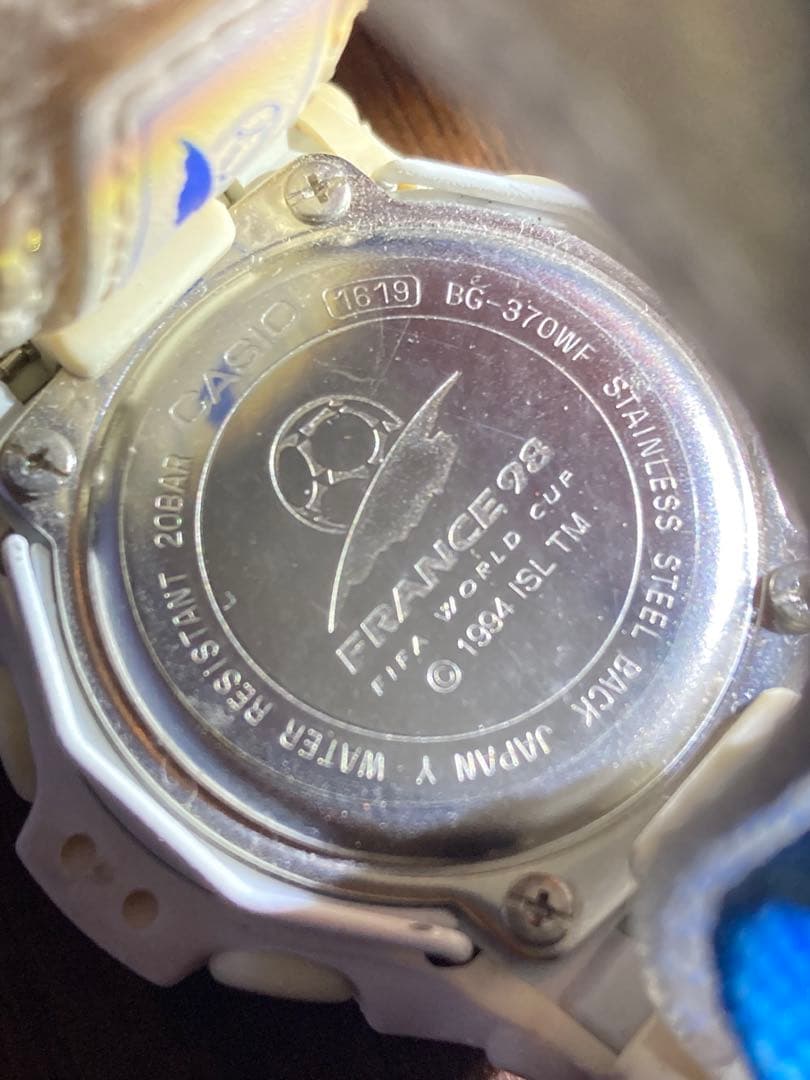 CASIO 1619 BG-370WF STAINLESS STEEL BACK JAPAN Y WATER RESISTANT 20BAR
FRANCE 98
FIFA WORLD CUP
© 1994 ISL TM